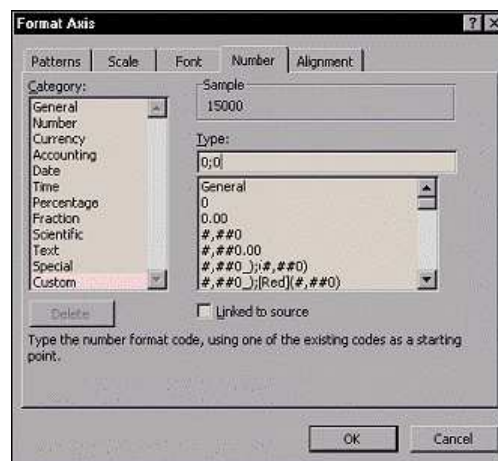 Format Axis
Patterns Scale Font Number Alignment
Category:
General
Number
Currency
Accounting
Date
Time
Percentage
Fraction
Scientific
Text
Special
Custom
Sample
15000
Type:
0;0
General
0
0.00
#,##0
#,##0.00
#,##0_);(#,##0)
#,##0_);[Red](#,##0)
Delete
Linked to source
Type the number format code, using one of the existing codes as a starting
point.
OK Cancel